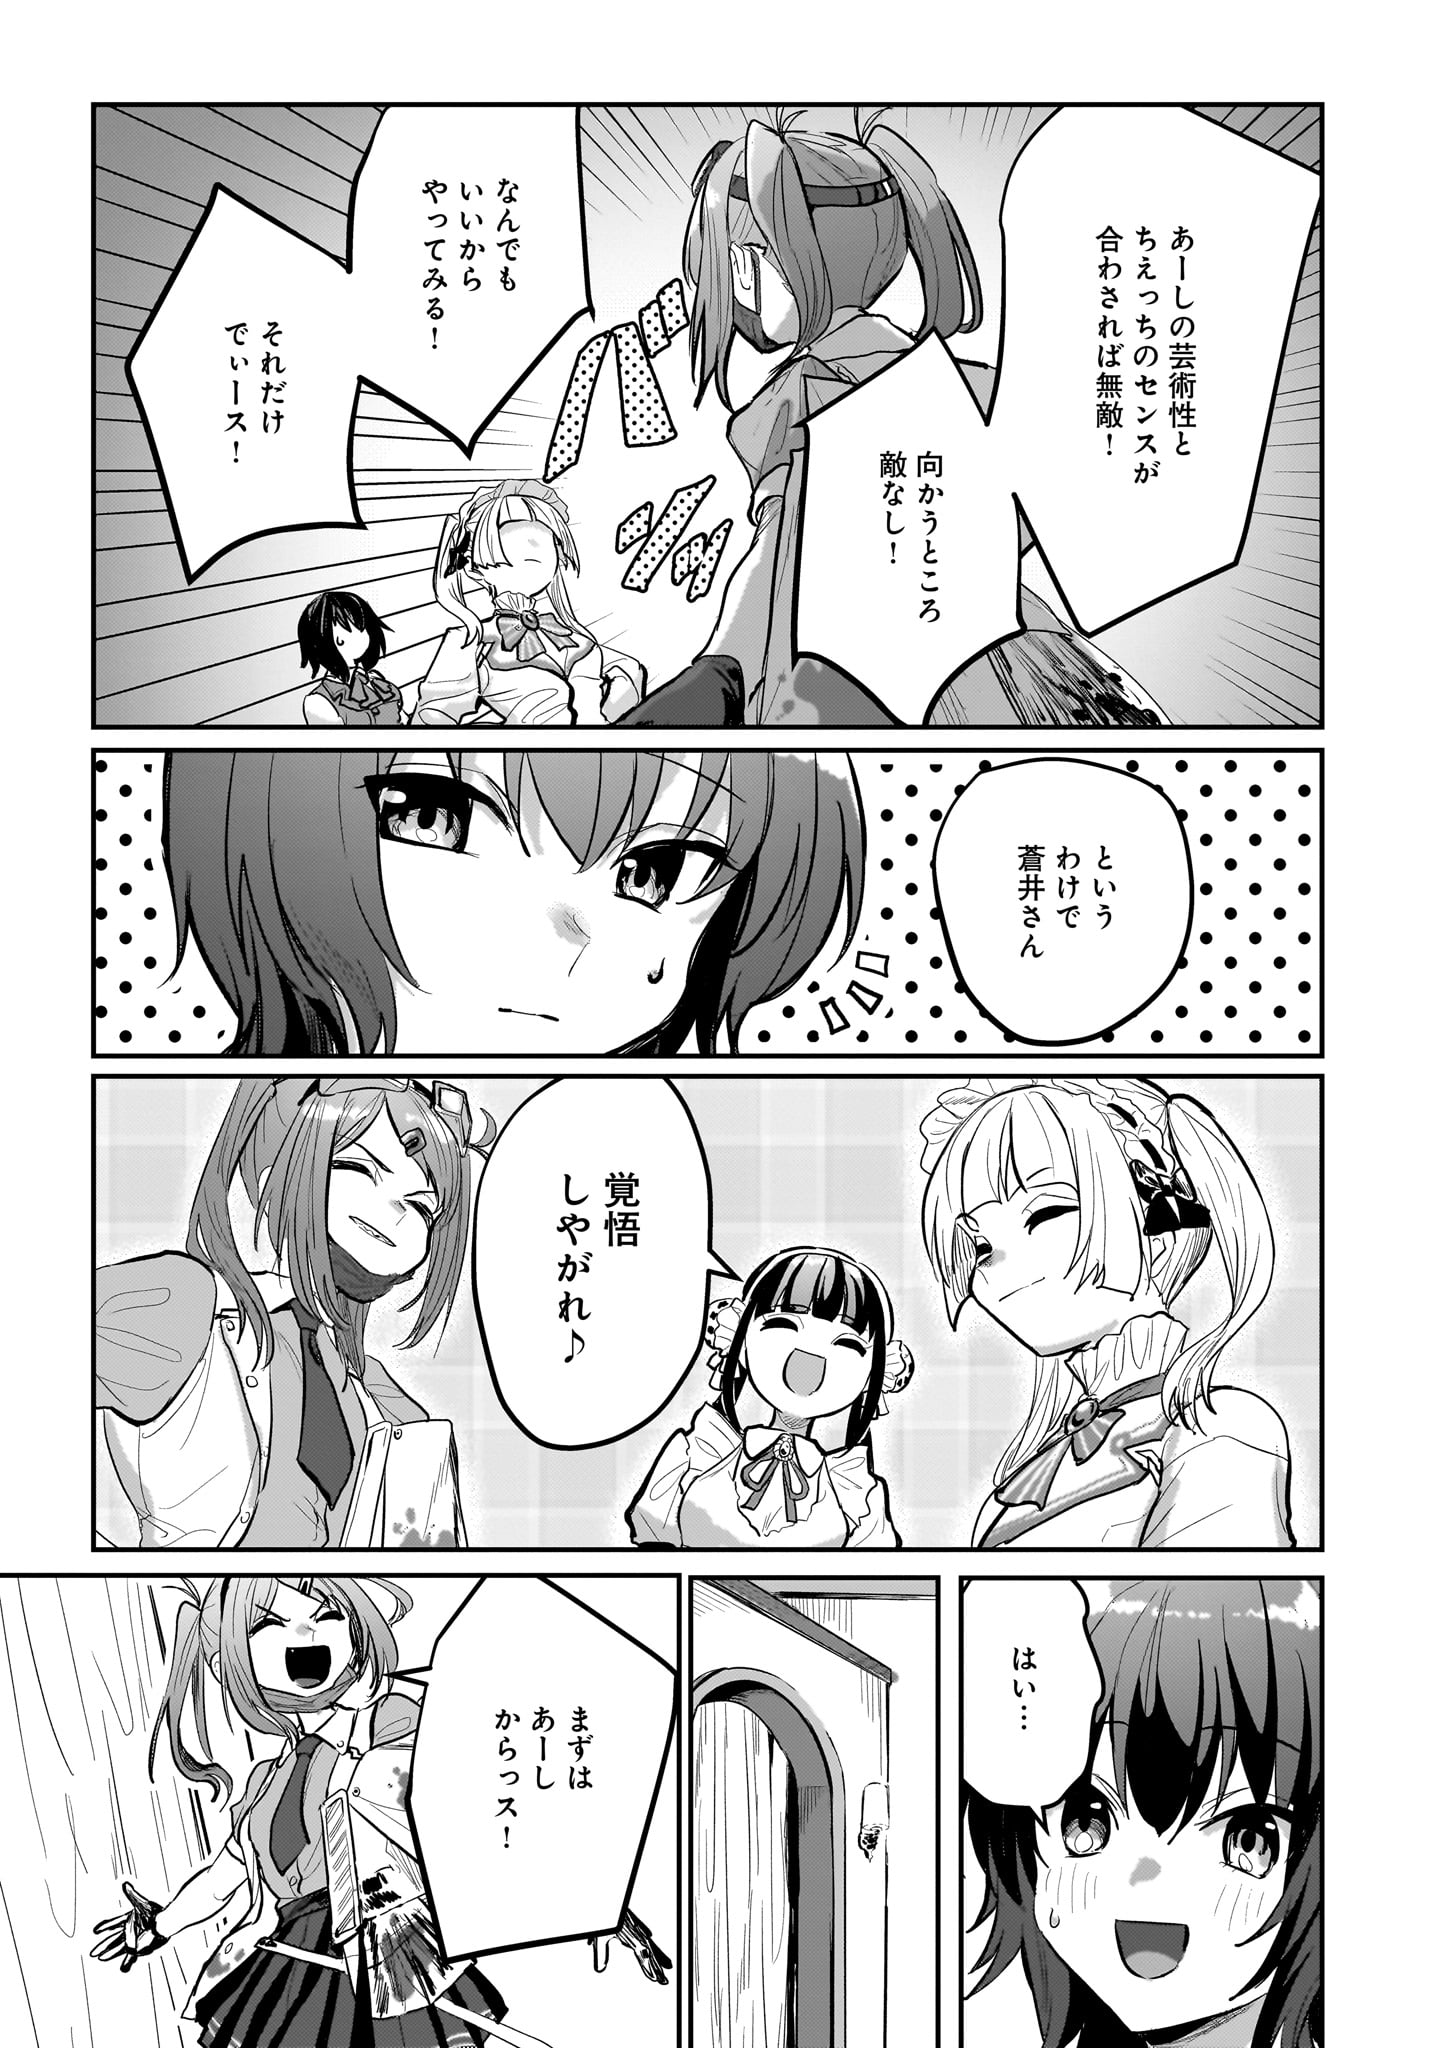 あーしの芸術性と
ちえっちのセンスが
合わされば無敵！
向かうところ
敵なし！
なんでも
いいから
やってみる！
それだけ
でぃース！
という
わけで
蒼井さん
覚悟
しやがれ♪
はい…
まずは
あーし
からっス！